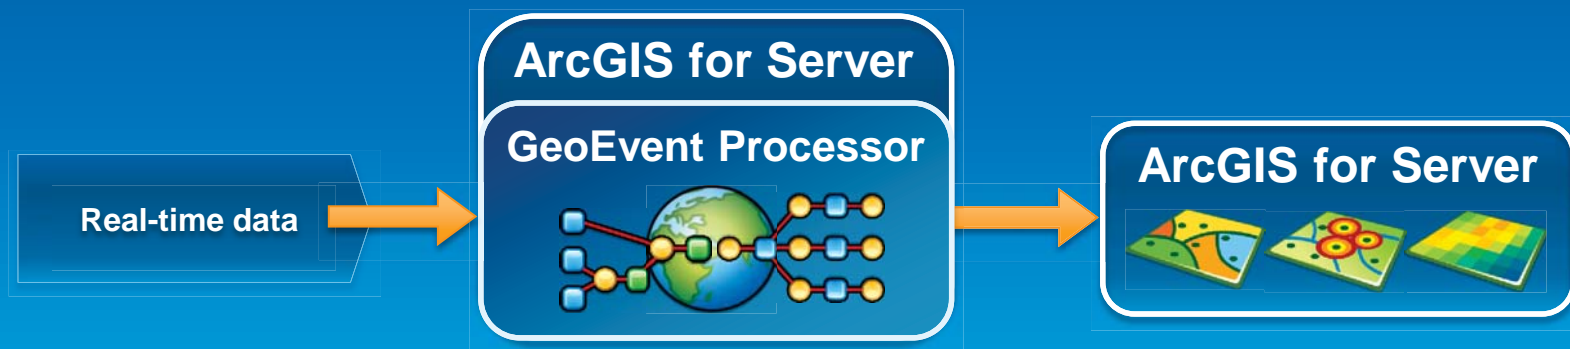 Real-time data
ArcGIS for Server
GeoEvent Processor
ArcGIS for Server